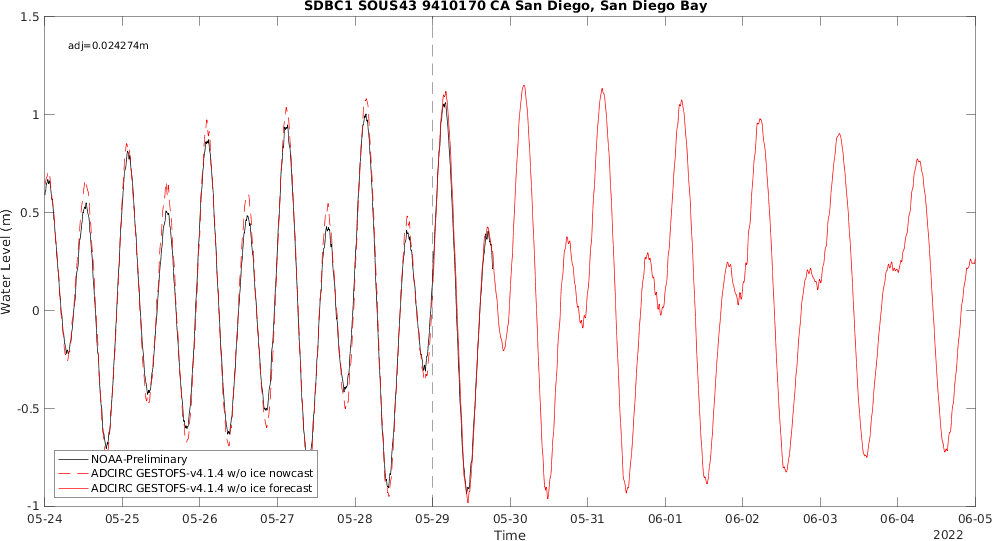 SDBC1 SOUS43 9410170 CA San Diego, San Diego Bay
1.5
adj=0.024274m
1
0.5
Water Level (m)
0
-0.5
NOAA-Preliminary
ADCIRC GESTOFS-v4.1.4 w/o ice nowcast
ADCIRC GESTOFS-v4.1.4 w/o ice forecast
-1
05-24 05-25 05-26 05-27 05-28 05-29 05-30 05-31 06-01 06-02 06-03 06-04 06-05
Time
2022